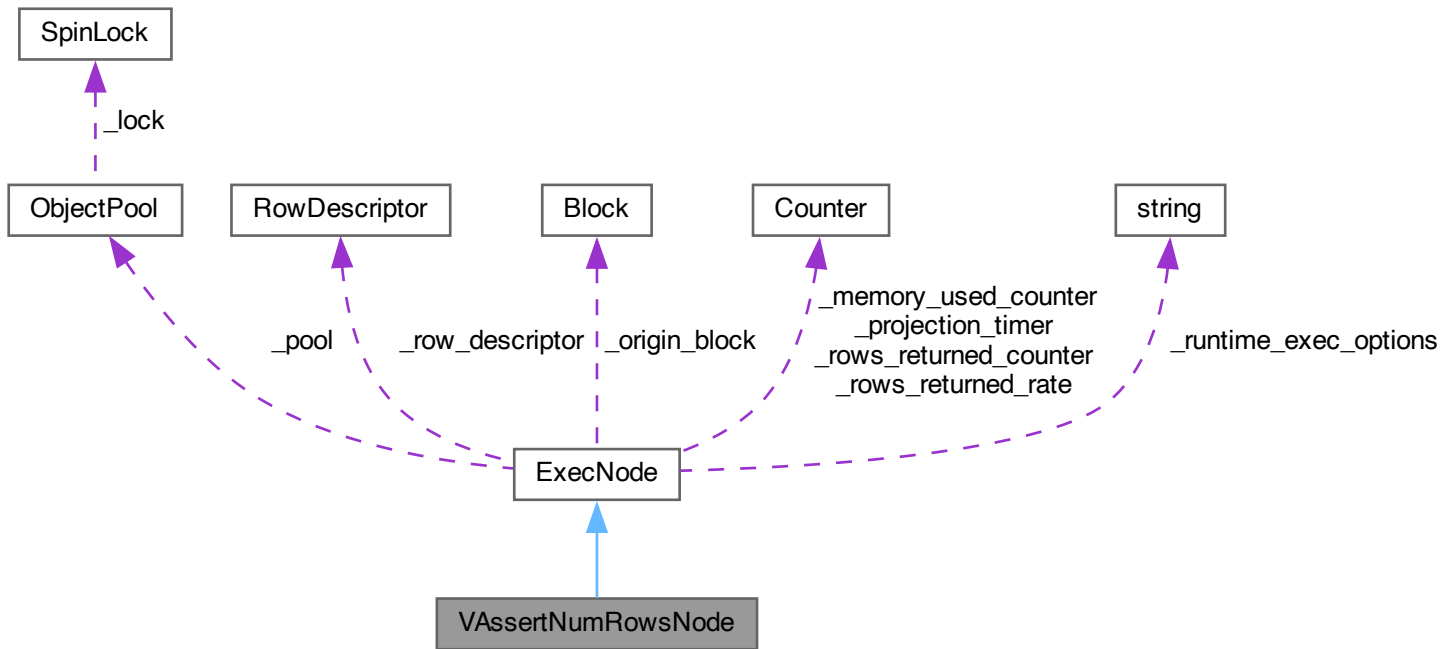 SpinLock
_lock
ObjectPool
RowDescriptor
Block
Counter
string
_pool
_row_descriptor
_origin_block
_memory_used_counter
_projection_timer
_rows_returned_counter
_rows_returned_rate
_runtime_exec_options
ExecNode
VAssertNumRowsNode